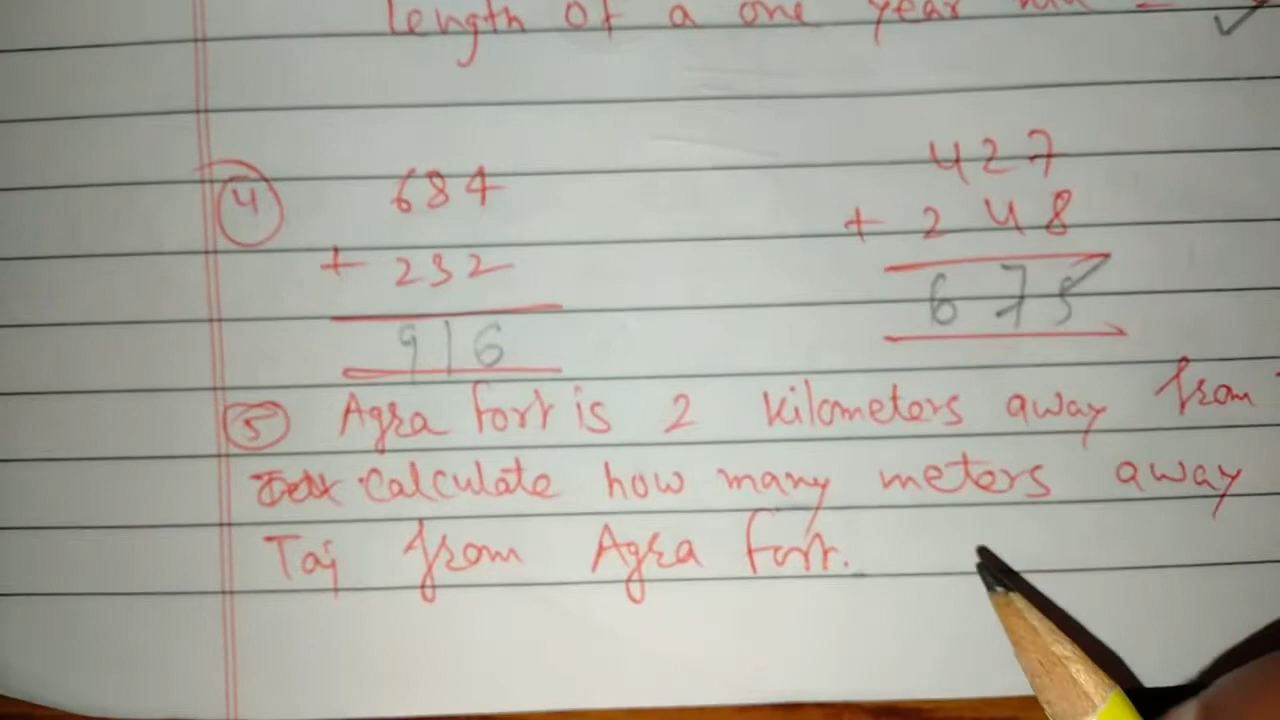 length of a one year
4 684 + 232 916
427 + 248 675
5 Agra fort is 2 kilometers away from
Calculate how many meters away
Taj from Agra fort.